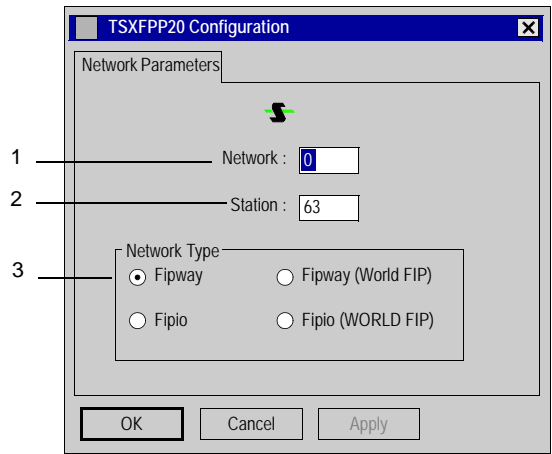 TSXFPP20 Configuration
Network Parameters
1
Network :
0
2
Station :
63
Network Type
3
Fipway
Fipway (World FIP)
Fipio
Fipio (WORLD FIP)
OK
Cancel
Apply